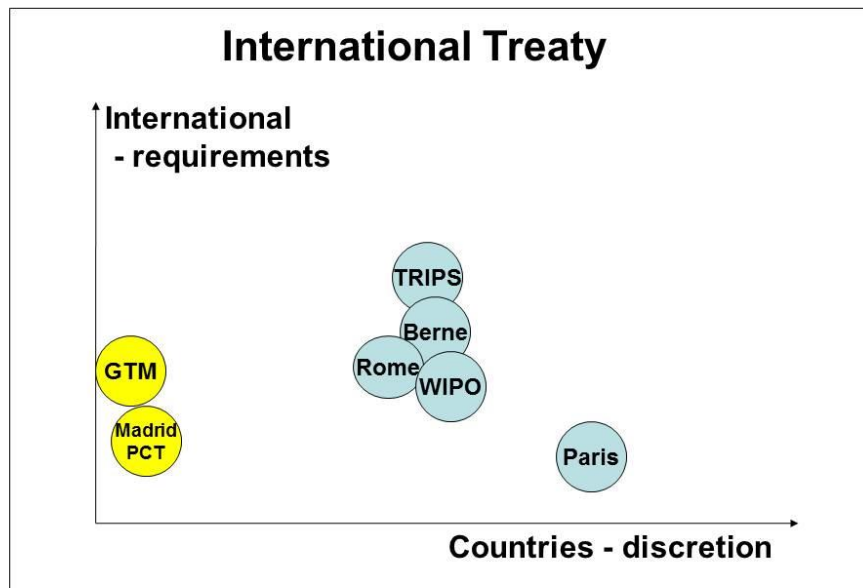 International Treaty
International
- requirements
TRIPS
Berne
Rome
WIPO
GTM
Madrid
PCT
Paris
Countries - discretion